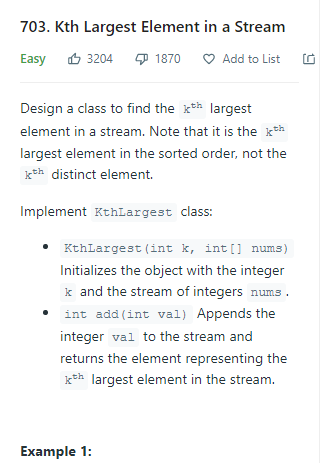 703. Kth Largest Element in a Stream
Easy 3204 1870 Add to List
Design a class to find the kth largest
element in a stream. Note that it is the kth
largest element in the sorted order, not the
kth distinct element.
Implement KthLargest class:
• KthLargest(int k, int[] nums)
Initializes the object with the integer
k and the stream of integers nums.
• int add(int val) Appends the
integer val to the stream and
returns the element representing the
kth largest element in the stream.
Example 1: